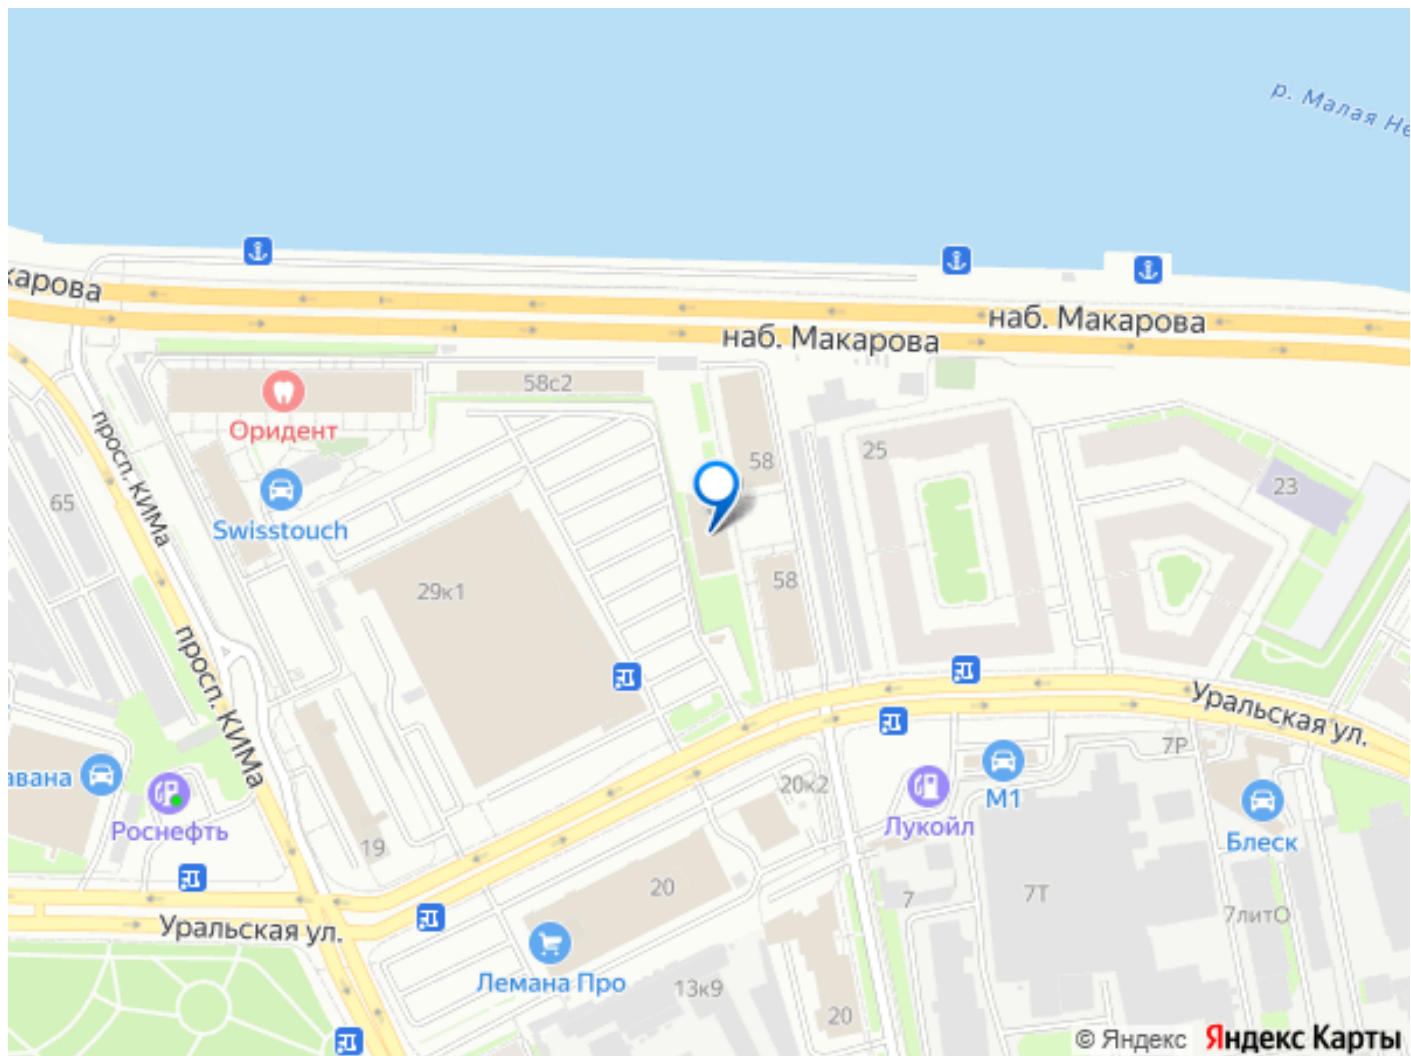 р. Малая Не
карова
наб. Макарова
наб. Макарова
58с2
Оридент
просп. КИМа
25
58
23
65
Swisstouch
29к1
58
просп. КИМа
Уральская ул.
7Р
авана
20к2
М1
Роснефть
Лукойл
Блеск
19
20
7
7Т
7литО
Уральская ул.
Лемана Про
13к9
20
© Яндекс Яндекс Карты